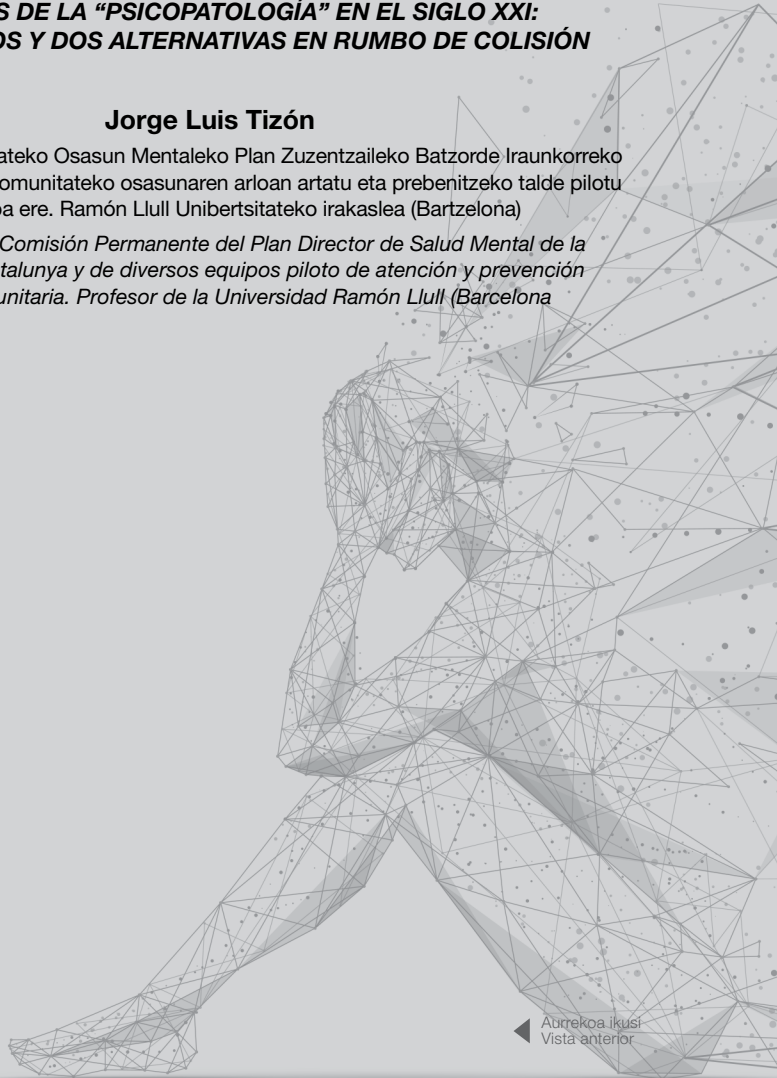 S DE LA “PSICOPATOLOGÍA” EN EL SIGLO XXI:
OS Y DOS ALTERNATIVAS EN RUMBO DE COLISIÓN
Jorge Luis Tizón
ateko Osasun Mentaleko Plan Zuzentzaileko Batzorde Iraunkorreko
omunitateko osasunaren arloan artatu eta prebenitzeko talde pilotu
oa ere. Ramón Llull Unibertsitateko irakaslea (Bartzelona)
Comisión Permanente del Plan Director de Salud Mental de la
talunya y de diversos equipos piloto de atención y prevención
unitaria. Profesor de la Universidad Ramón Llull (Barcelona
Aurrekoa ikusi
Vista anterior